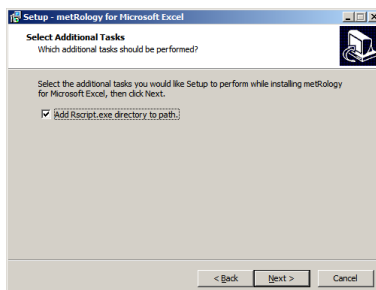 Setup - metRology for Microsoft Excel
Select Additional Tasks
Which additional tasks should be performed?
Select the additional tasks you would like Setup to perform while installing metRology
for Microsoft Excel, then click Next.
Add Rscript.exe directory to path.
< Back Next > Cancel